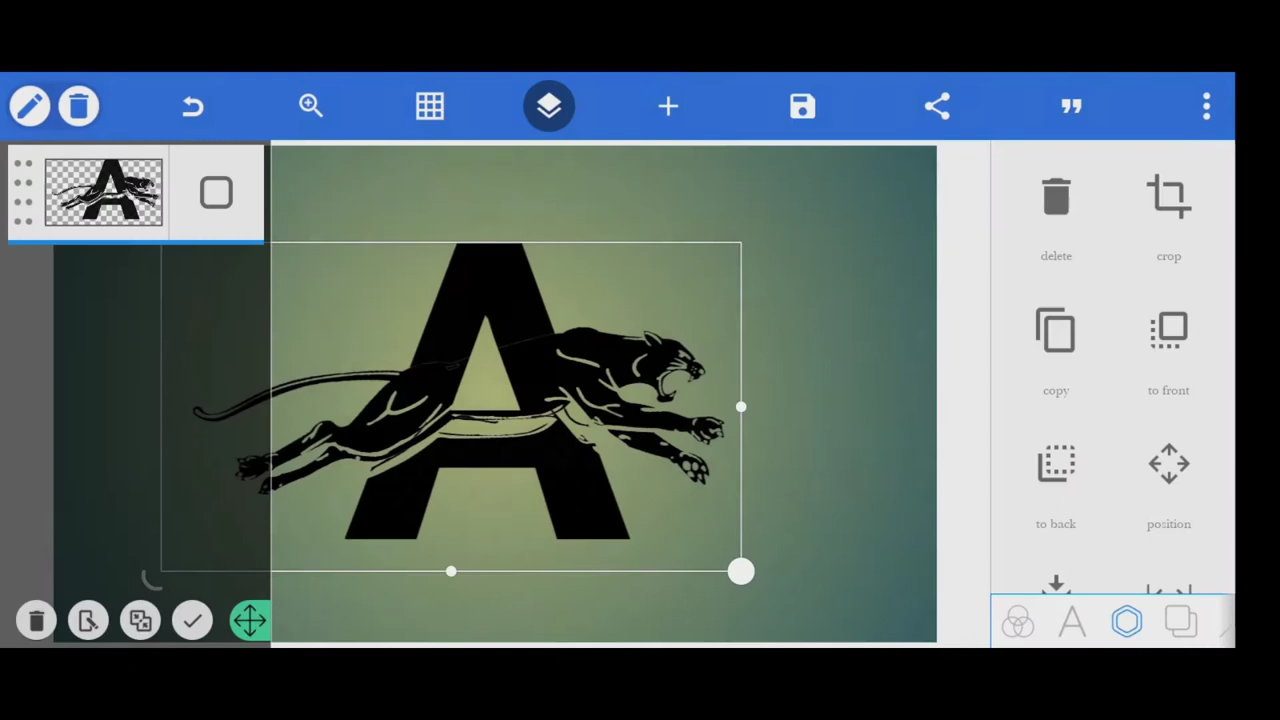 A
delete
crop
copy
to front
to back
position